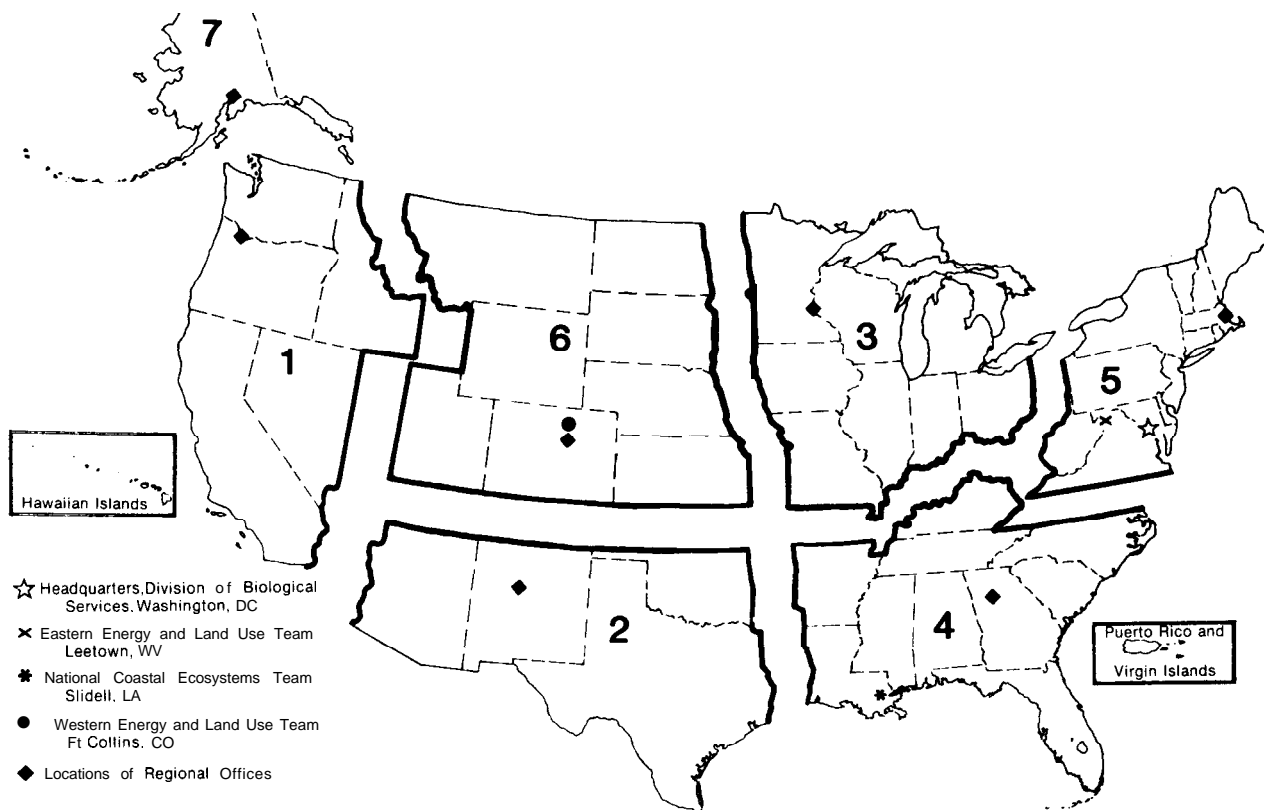 7
1
6
3
5
Hawaiian Islands
2
4
Puerto Rico and
Virgin Islands
☆ Headquarters, Division of Biological
Services, Washington, DC
× Eastern Energy and Land Use Team
Leetown, WV
* National Coastal Ecosystems Team
Slidell, LA
● Western Energy and Land Use Team
Ft Collins, CO
◆ Locations of Regional Offices